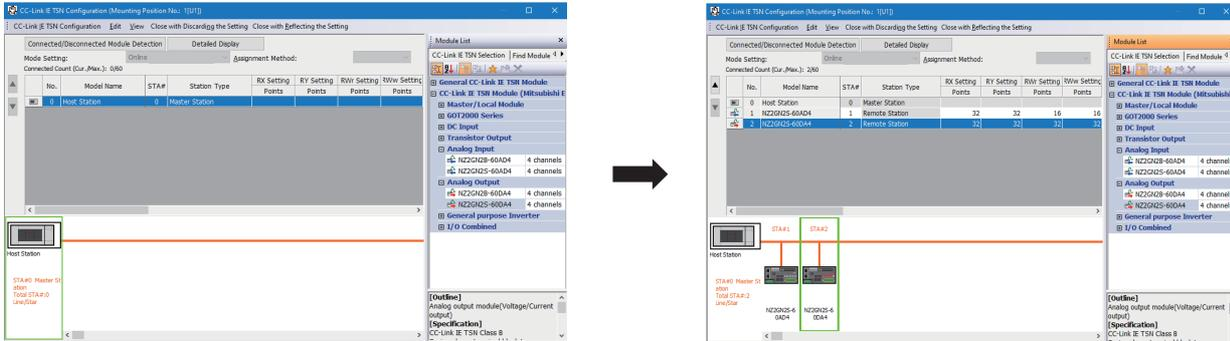 CC-Link IE TSN Configuration (Mounting Position No.: 1[U1])
CC-Link IE TSN Configuration Edit View Close with Discarding the Setting Close with Reflecting the Setting
Connected/Disconnected Module Detection Detailed Display
Mode Setting: Online Assignment Method:
Connected Count (Cur./Max.): 0/60
No. Model Name STA# Station Type RX Setting RY Setting RWr Setting RWw Setting
Points Points Points Points
0 Host Station 0 Master Station
Host Station
STA#0 Master St
ation
Total STA#:0
Line/Star
Module List
CC-Link IE TSN Selection Find Module
General CC-Link IE TSN Module
CC-Link IE TSN Module (Mitsubishi E
Master/Local Module
GOT2000 Series
DC Input
Transistor Output
Analog Input
NZ2GN2B-60AD4 4 channels
NZ2GN2S-60AD4 4 channels
Analog Output
NZ2GN2B-60DA4 4 channels
NZ2GN2S-60DA4 4 channels
General purpose Inverter
I/O Combined
[Outline]
Analog output module(Voltage/Current
output)
[Specification]
CC-Link IE TSN Class B
CC-Link IE TSN Configuration (Mounting Position No.: 1[U1])
CC-Link IE TSN Configuration Edit View Close with Discarding the Setting Close with Reflecting the Setting
Connected/Disconnected Module Detection Detailed Display
Mode Setting: Online Assignment Method:
Connected Count (Cur./Max.): 2/60
No. Model Name STA# Station Type RX Setting RY Setting RWr Setting RWw Setting
Points Points Points Points
0 Host Station 0 Master Station
1 NZ2GN2S-60AD4 1 Remote Station 32 32 16 16
2 NZ2GN2S-60DA4 2 Remote Station 32 32 32 32
STA#1 STA#2
Host Station
STA#0 Master St
ation
Total STA#:2
Line/Star
NZ2GN2S-6
0AD4
NZ2GN2S-6
0DA4
Module List
CC-Link IE TSN Selection Find Module
General CC-Link IE TSN Module
CC-Link IE TSN Module (Mitsubishi
Master/Local Module
GOT2000 Series
DC Input
Transistor Output
Analog Input
NZ2GN2B-60AD4 4 channel
NZ2GN2S-60AD4 4 channel
Analog Output
NZ2GN2B-60DA4 4 channel
NZ2GN2S-60DA4 4 channel
General purpose Inverter
I/O Combined
[Outline]
Analog output module(Voltage/Current
output)
[Specification]
CC-Link IE TSN Class B